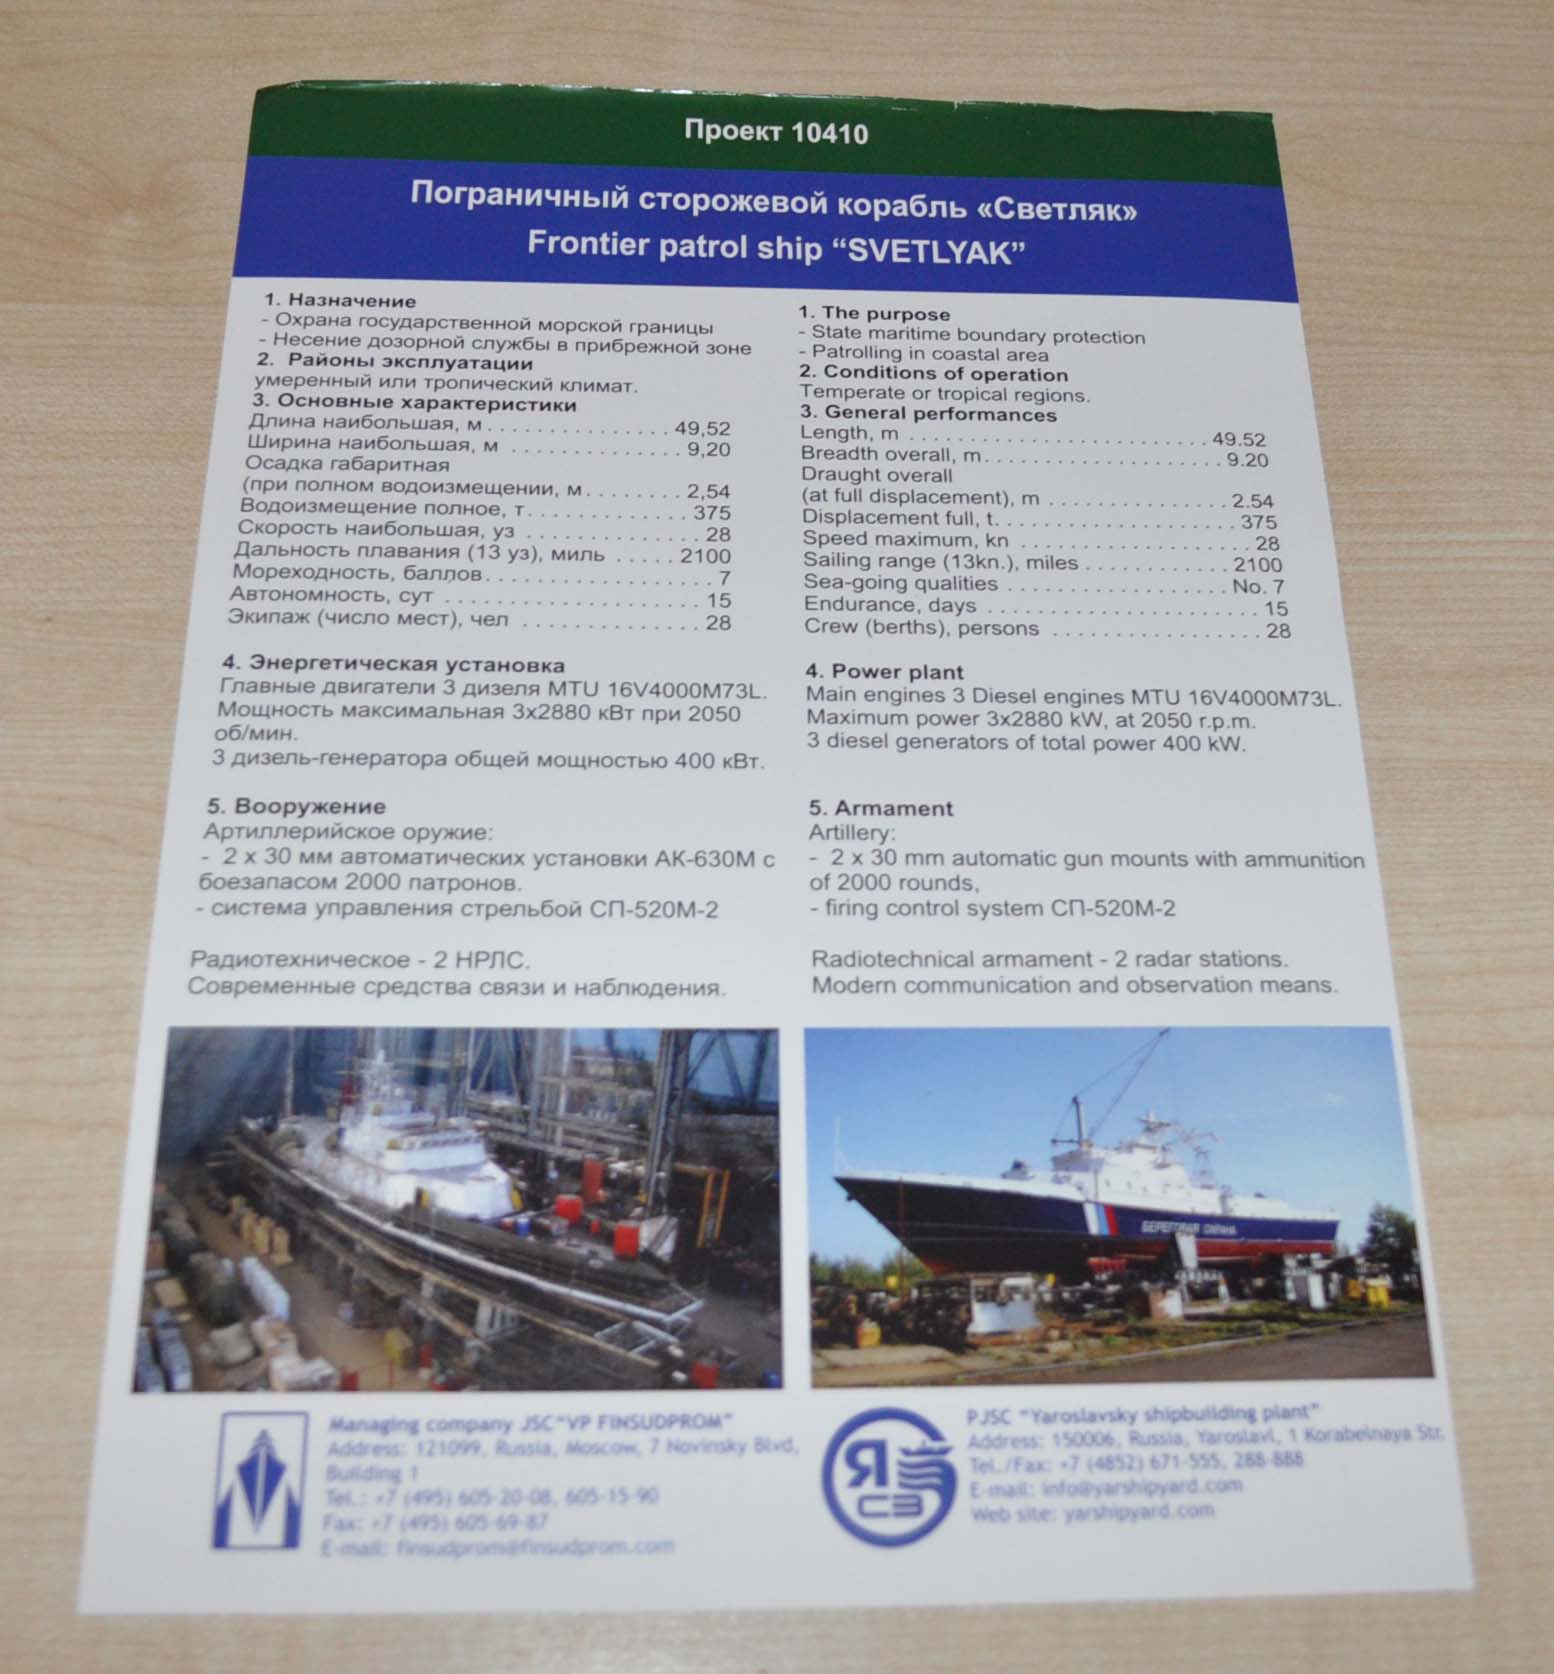 Проект 10410
Пограничный сторожевой корабль «Светляк»
Frontier patrol ship “SVETLYAK”
1. Назначение
- Охрана государственной морской границы
- Несение дозорной службы в прибрежной зоне
2. Районы эксплуатации
умеренный или тропический климат.
3. Основные характеристики
Длина наибольшая, м . . . . . . . . . . . . . . . 49,52
Ширина наибольшая, м . . . . . . . . . . . . . . 9,20
Осадка габаритная
(при полном водоизмещении, м . . . . . . . . 2,54
Водоизмещение полное, т. . . . . . . . . . . . . . 375
Скорость наибольшая, уз . . . . . . . . . . . . . . 28
Дальность плавания (13 уз), миль . . . . . 2100
Мореходность, баллов. . . . . . . . . . . . . . . . . . 7
Автономность, сут . . . . . . . . . . . . . . . . . . . . 15
Экипаж (число мест), чел . . . . . . . . . . . . . . 28
4. Энергетическая установка
Главные двигатели 3 дизеля MTU 16V4000M73L.
Мощность максимальная 3x2880 кВт при 2050
об/мин.
3 дизель-генератора общей мощностью 400 кВт.
5. Вооружение
Артиллерийское оружие:
- 2 x 30 мм автоматических установки АК-630М с
боезапасом 2000 патронов.
- система управления стрельбой СП-520М-2
Радиотехническое - 2 НРЛС.
Современные средства связи и наблюдения.
1. The purpose
- State maritime boundary protection
- Patrolling in coastal area
2. Conditions of operation
Temperate or tropical regions.
3. General performances
Length, m . . . . . . . . . . . . . . . . . . . . . . . . . 49.52
Breadth overall, m. . . . . . . . . . . . . . . . . . . . 9.20
Draught overall
(at full displacement), m . . . . . . . . . . . . . . . 2.54
Displacement full, t. . . . . . . . . . . . . . . . . . . . 375
Speed maximum, kn . . . . . . . . . . . . . . . . . . . 28
Sailing range (13kn.), miles . . . . . . . . . . . . 2100
Sea-going qualities . . . . . . . . . . . . . . . . . . No. 7
Endurance, days . . . . . . . . . . . . . . . . . . . . . . 15
Crew (berths), persons . . . . . . . . . . . . . . . . . 28
4. Power plant
Main engines 3 Diesel engines MTU 16V4000M73L.
Maximum power 3x2880 kW, at 2050 r.p.m.
3 diesel generators of total power 400 kW.
5. Armament
Artillery:
- 2 x 30 mm automatic gun mounts with ammunition
of 2000 rounds,
- firing control system СП-520М-2
Radiotechnical armament - 2 radar stations.
Modern communication and observation means.
БЕРЕГОВАЯ ОХРАНА
Managing company JSC“VP FINSUDPROM”
Address: 121099, Russia, Moscow, 7 Novinsky Blvd,
Building 1
Tel.: +7 (495) 605-20-08, 605-15-90
Fax: +7 (495) 605-69-87
E-mail: finsudprom@finsudprom.com
Я
СЗ
PJSC “Yaroslavsky shipbuilding plant”
Address: 150006, Russia, Yaroslavl, 1 Korabelnaya Str.
Tel./Fax: +7 (4852) 671-555, 288-888
E-mail: info@yarshipyard.com
Web site: yarshipyard.com